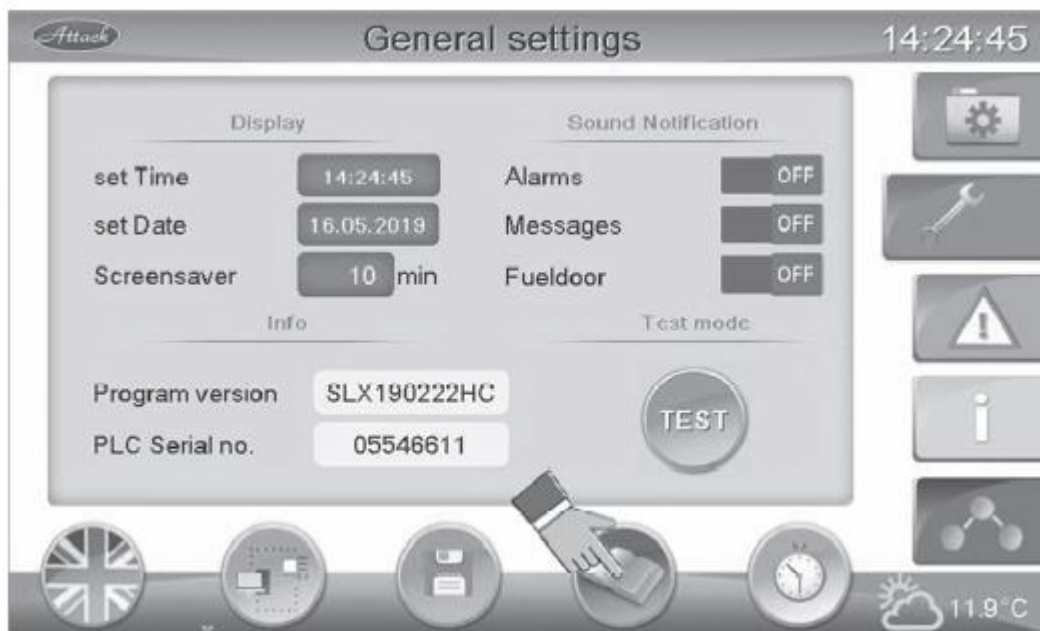 Attack
General settings
14:24:45
Display
set Time 14:24:45
set Date 16.05.2019
Screensaver 10 min
Sound Notification
Alarms OFF
Messages OFF
Fueldoor OFF
Info
Program version SLX190222HC
PLC Serial no. 05546611
Test mode
TEST
11.9°C